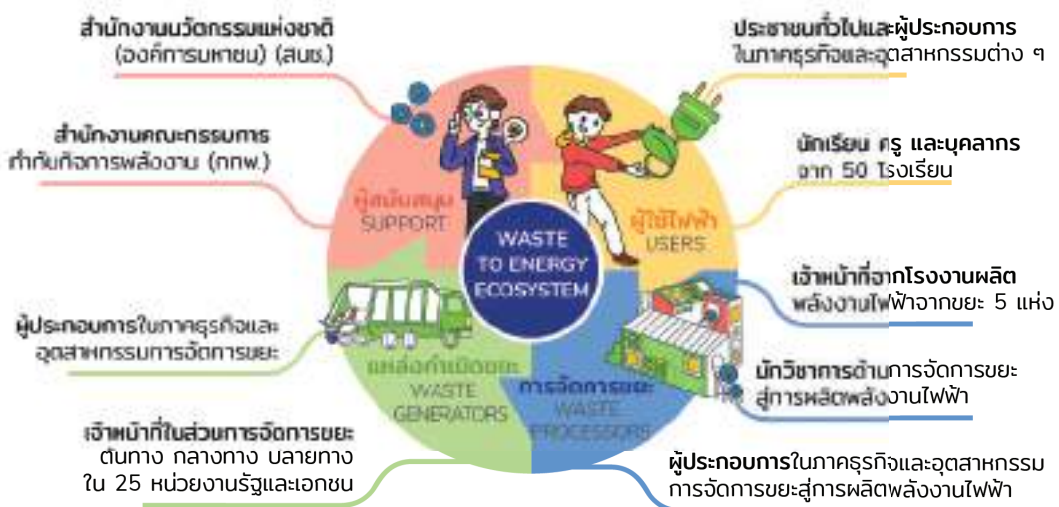 สำนักงานนวัตกรรมแห่งชาติ
(องค์การมหาชน) (สนช.)
สำนักงานคณะกรรมการ
กำกับกิจการพลังงาน (กกพ.)
ผู้ประกอบการในภาคธุรกิจและ
อุตสาหกรรมการจัดการขยะ
เจ้าหน้าที่ในส่วนการจัดการขยะ
ต้นทาง กลางทาง ปลายทาง
ใน 25 หน่วยงานรัฐและเอกชน
ผู้สนับสนุน
SUPPORT
ผู้ใช้ไฟฟ้า
USERS
WASTE
TO ENERGY
ECOSYSTEM
แหล่งกำเนิดขยะ
WASTE
GENERATORS
การจัดการขยะ
WASTE
PROCESSORS
ประชาชนทั่วไปและผู้ประกอบการ
ในภาคธุรกิจและอุตสาหกรรมต่าง ๆ
นักเรียน ครู และบุคลากร
จาก 50 โรงเรียน
เจ้าหน้าที่จากโรงงานผลิต
พลังงานไฟฟ้าจากขยะ 5 แห่ง
นักวิชาการด้านการจัดการขยะ
สู่การผลิตพลังงานไฟฟ้า
ผู้ประกอบการในภาคธุรกิจและอุตสาหกรรม
การจัดการขยะสู่การผลิตพลังงานไฟฟ้า